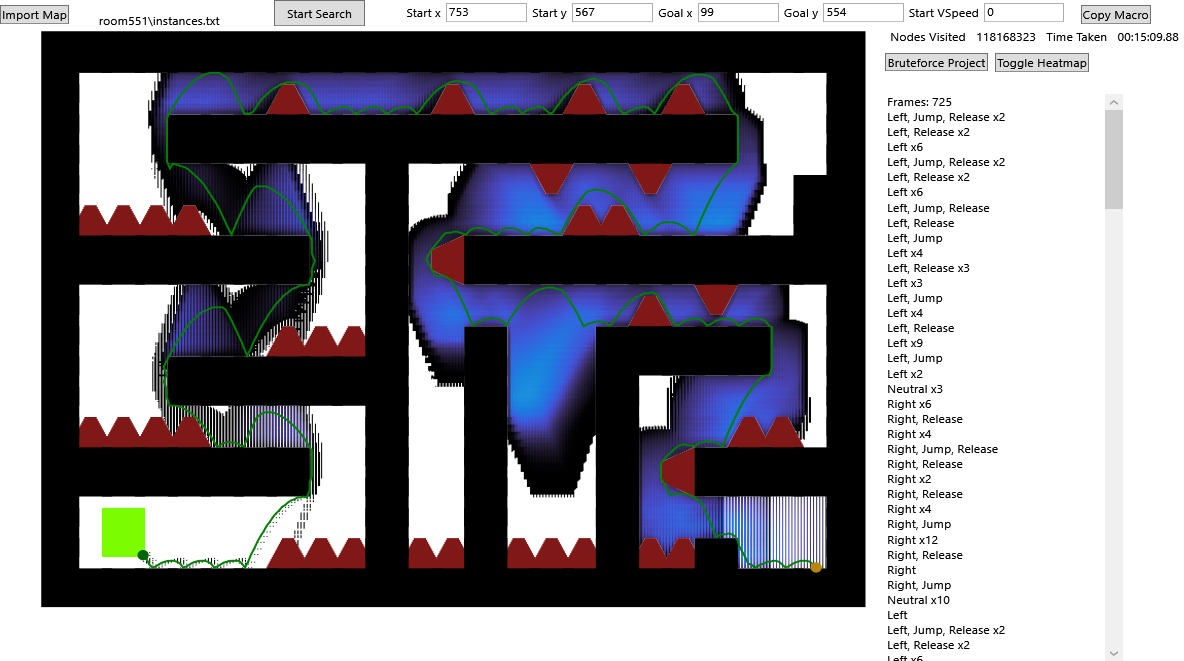 Import Map
room551\instances.txt
Start Search
Start x 753 Start y 567 Goal x 99 Goal y 554 Start VSpeed 0
Copy Macro
Nodes Visited 118168323 Time Taken 00:15:09.88
Bruteforce Project Toggle Heatmap
Frames: 725
Left, Jump, Release x2
Left, Release x2
Left x6
Left, Jump, Release x2
Left, Release x2
Left x6
Left, Jump, Release
Left, Release
Left, Jump
Left x4
Left, Release x3
Left x3
Left, Jump
Left x4
Left, Release
Left x9
Left, Jump
Left x2
Neutral x3
Right x6
Right, Release
Right x4
Right, Jump, Release
Right, Release
Right x2
Right, Release
Right x4
Right, Jump
Right x12
Right, Release
Right
Right, Jump
Neutral x10
Left
Left, Jump, Release x2
Left, Release x2
Left x6